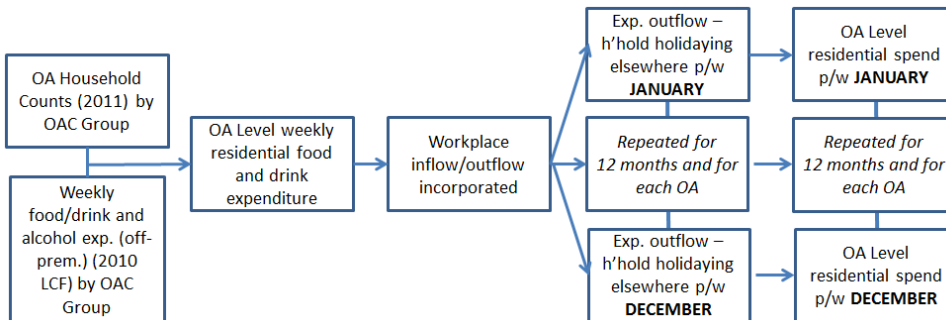 OA Household
Counts (2011) by
OAC Group
Weekly
food/drink and
alcohol exp. (off-
prem.) (2010
LCF) by OAC
Group
OA Level weekly
residential food
and drink
expenditure
Workplace
inflow/outflow
incorporated
Exp. outflow –
h'hold holidaying
elsewhere p/w
JANUARY
Repeated for
12 months and for
each OA
Exp. outflow –
h'hold holidaying
elsewhere p/w
DECEMBER
OA Level
residential spend
p/w JANUARY
Repeated for
12 months and for
each OA
OA Level
residential spend
p/w DECEMBER